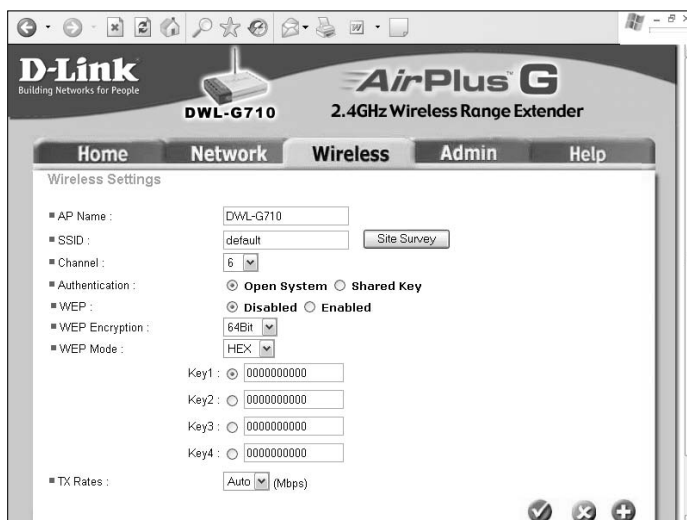 D-Link
Building Networks for People
DWL-G710
AirPlus G
2.4GHz Wireless Range Extender
Home Network Wireless Admin Help
Wireless Settings
AP Name : DWL-G710
SSID : default Site Survey
Channel : 6
Authentication : Open System Shared Key
WEP : Disabled Enabled
WEP Encryption : 64Bit
WEP Mode : HEX
Key1 : 0000000000
Key2 : 0000000000
Key3 : 0000000000
Key4 : 0000000000
TX Rates : Auto (Mbps)